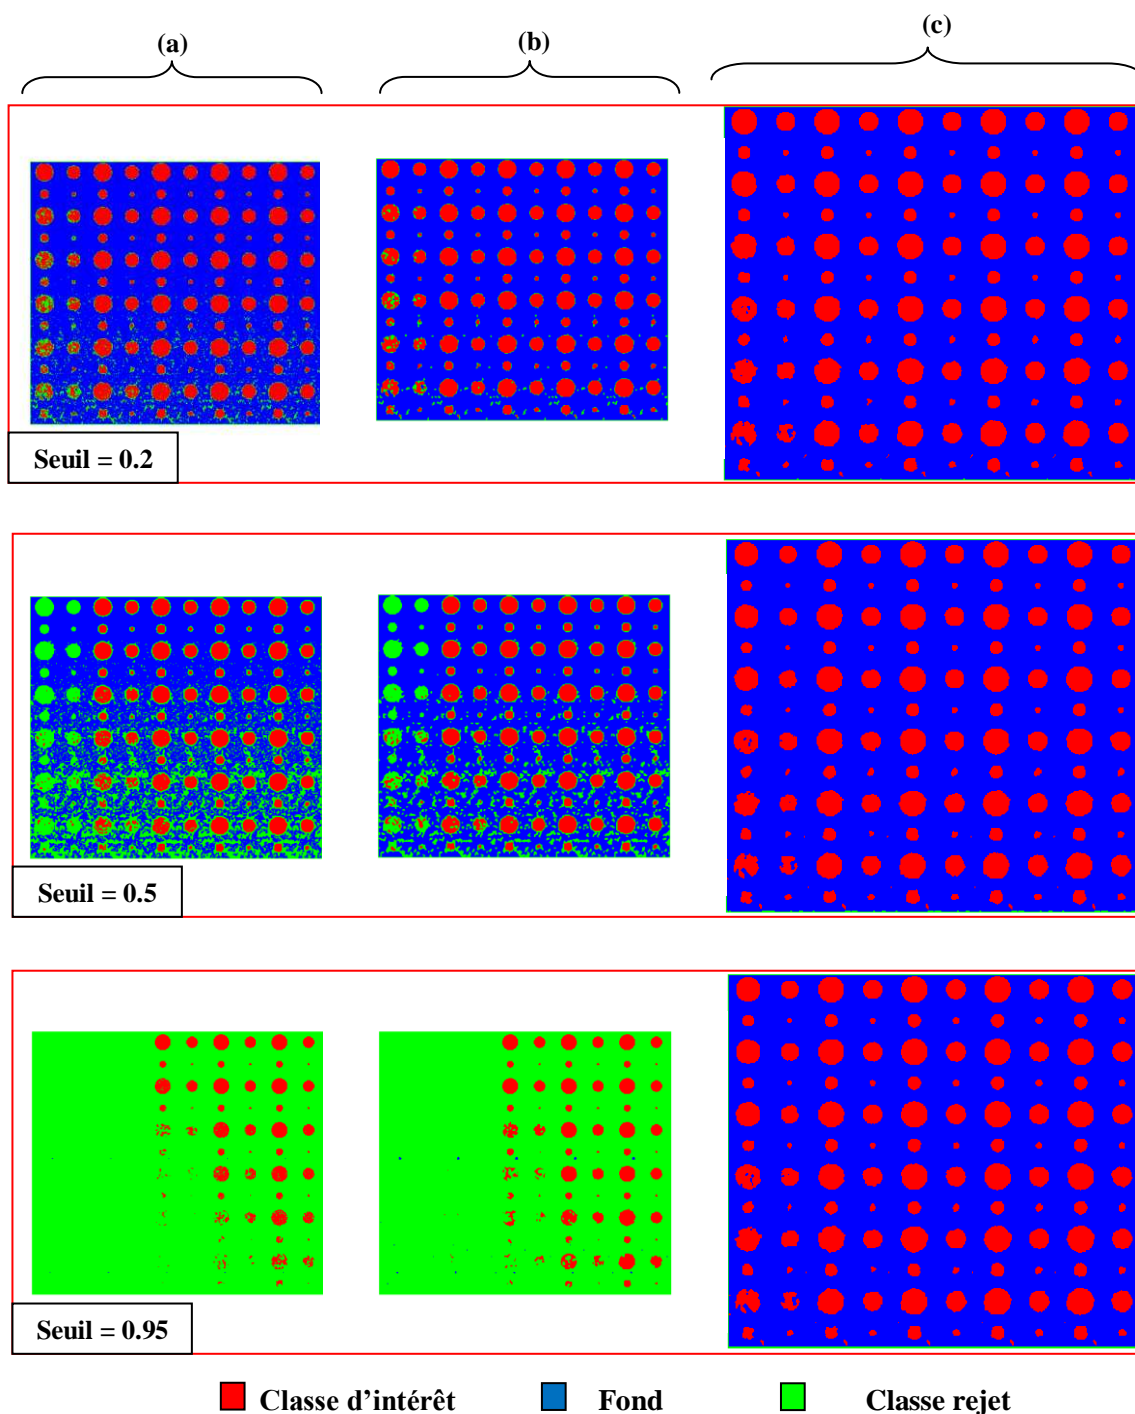 (a)
(b)
(c)
Seuil = 0.2
Seuil = 0.5
Seuil = 0.95
Classe d'intérêt
Fond
Classe rejet